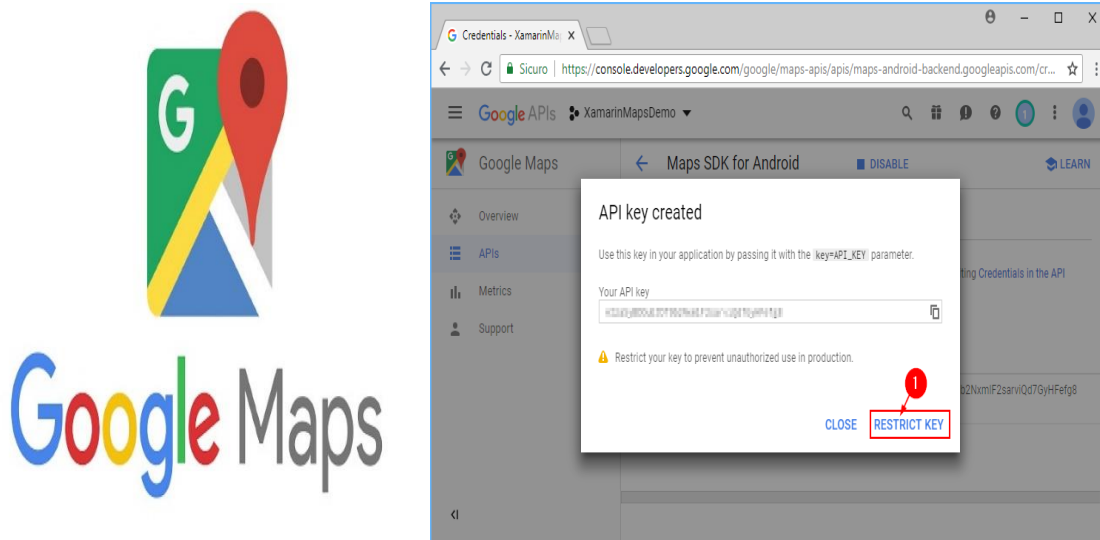 G
Google Maps
G Credentials - XamarinMa
Sicuro | https://console.developers.google.com/google/maps-apis/apis/maps-android-backend.googleapis.com/cr...
Google APIs XamarinMapsDemo 1
Google Maps
Maps SDK for Android DISABLE LEARN
Overview
APIs
Metrics
Support
API key created
Use this key in your application by passing it with the key=API_KEY parameter.
ting Credentials in the API
Your API key
Restrict your key to prevent unauthorized use in production.
1
CLOSE RESTRICT KEY